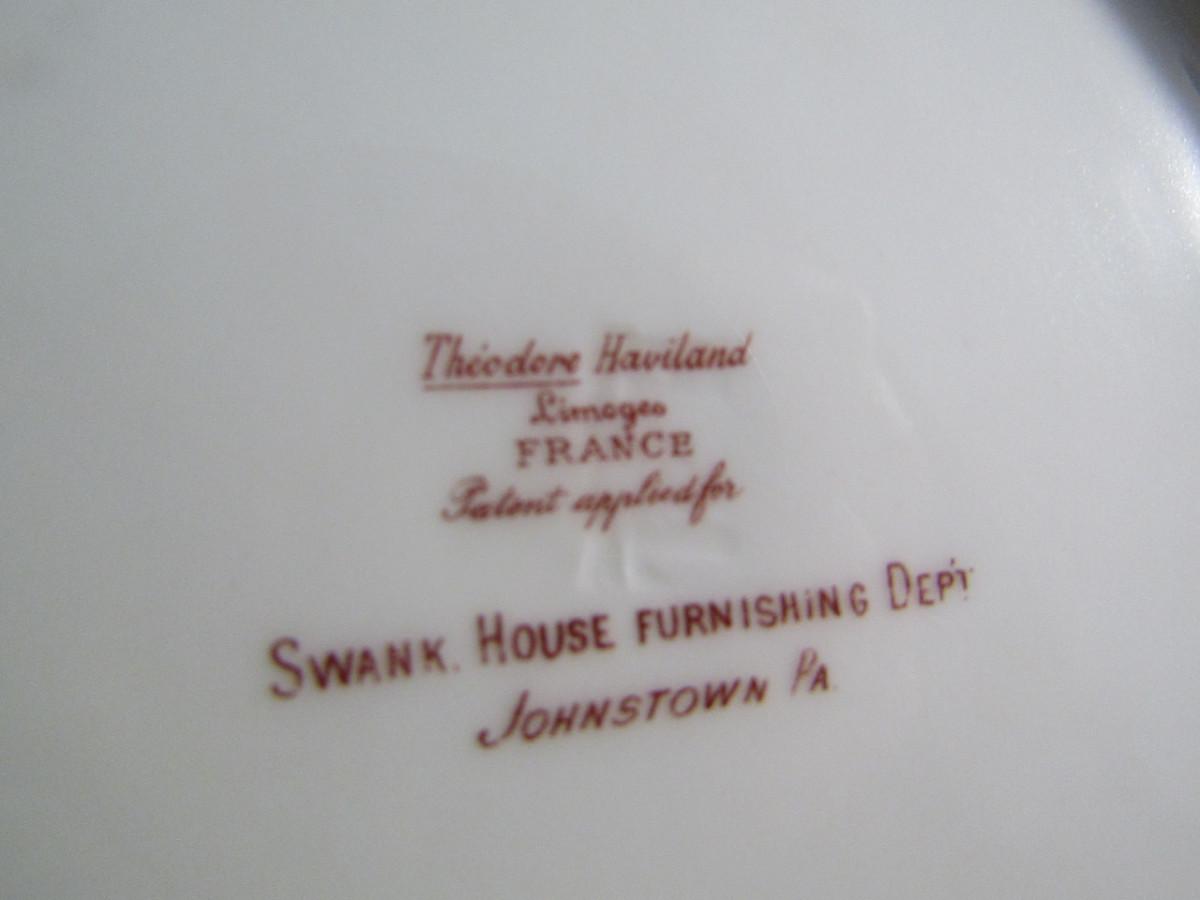 Théodore Haviland
Limoges
FRANCE
Patent applied for
SWANK. HOUSE FURNISHING DEP'T
JOHNSTOWN PA.